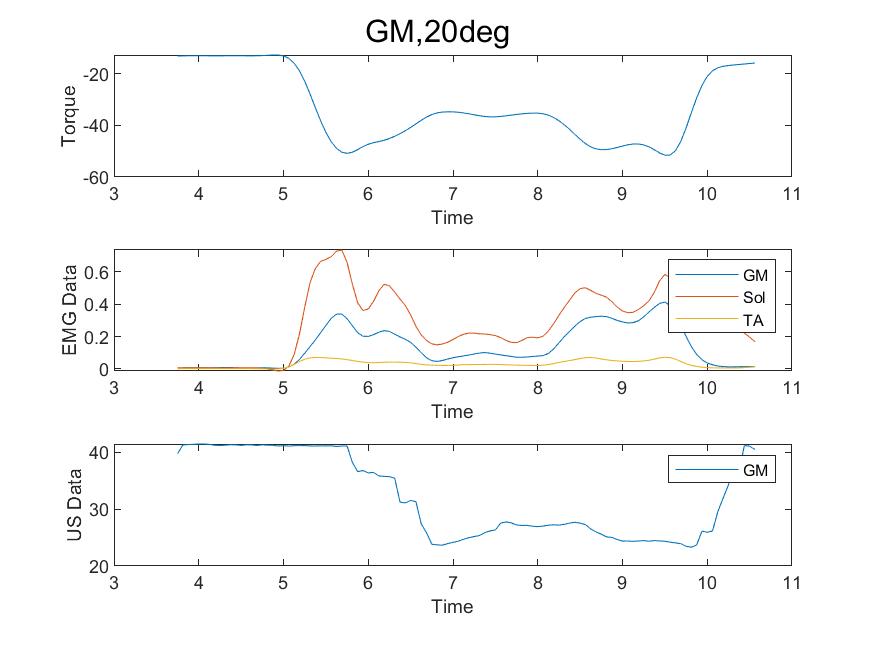 GM,20deg
-20
-40
-60
Torque
3 4 5 6 7 8 9 10 11
Time
0.6
0.4
0.2
0
EMG Data
GM
Sol
TA
3 4 5 6 7 8 9 10 11
Time
40
30
20
US Data
GM
3 4 5 6 7 8 9 10 11
Time